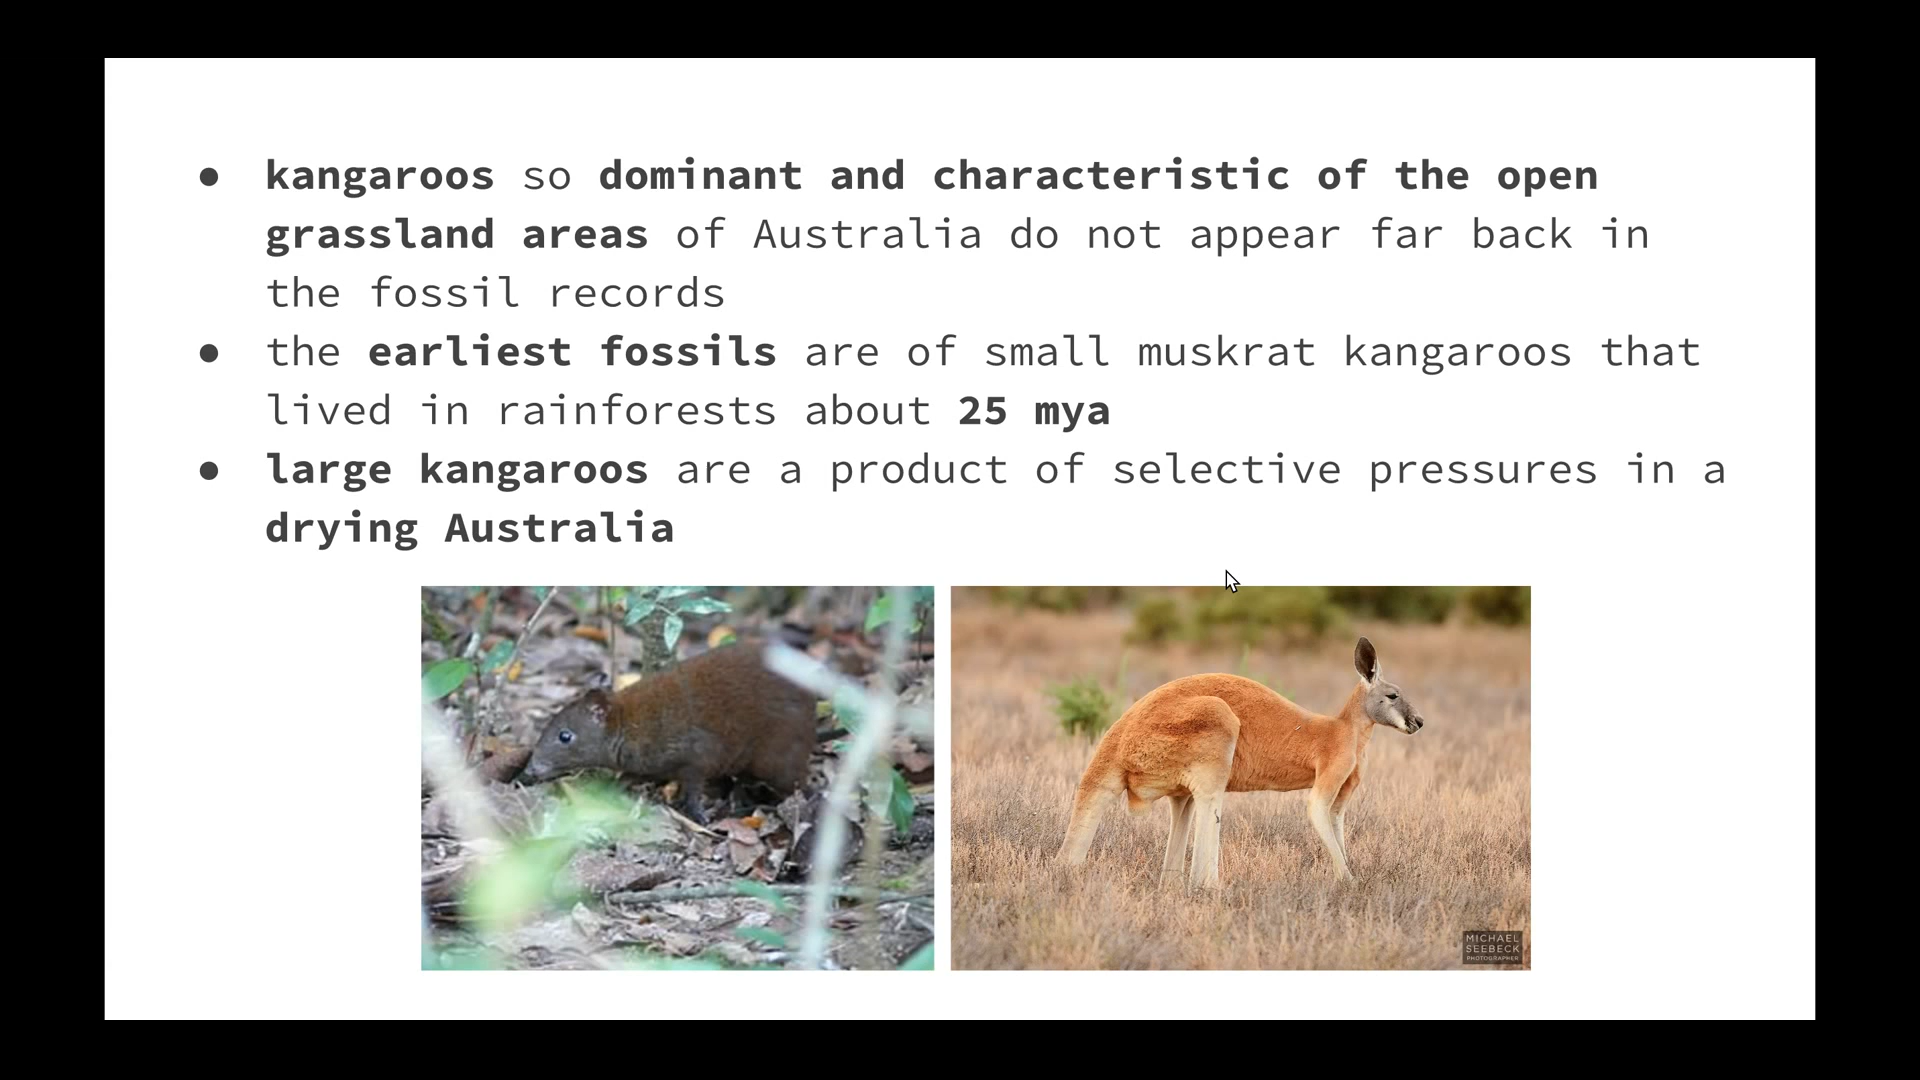 ● kangaroos so dominant and characteristic of the open
grassland areas of Australia do not appear far back in
the fossil records
● the earliest fossils are of small muskrat kangaroos that
lived in rainforests about 25 mya
● large kangaroos are a product of selective pressures in a
drying Australia
MICHAEL
SEEBECK
PHOTOGRAPHER